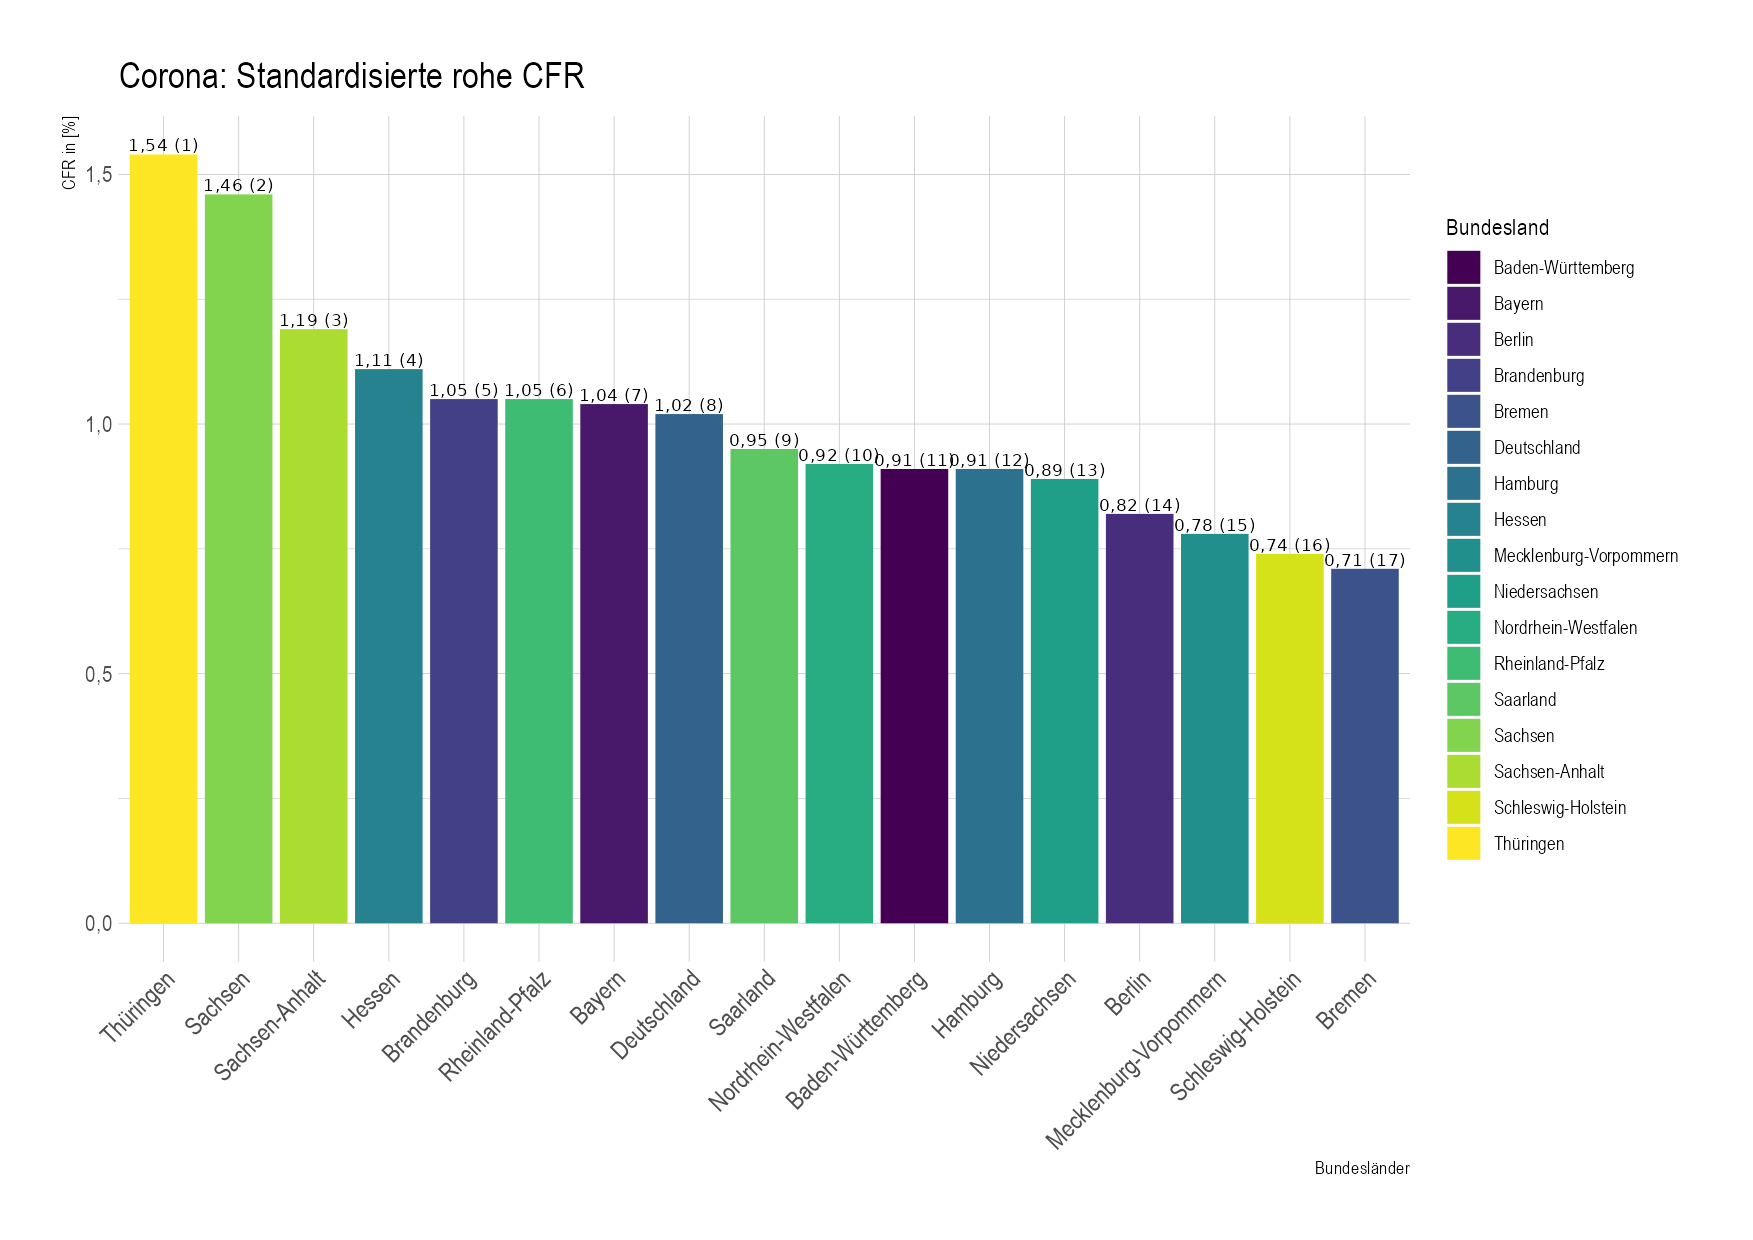 Corona: Standardisierte rohe CFR
CFR in [%]
1,5
1,0
0,5
0,0
1,54 (1)
1,46 (2)
1,19 (3)
1,11 (4)
1,05 (5)
1,05 (6)
1,04 (7)
1,02 (8)
0,95 (9)
0,92 (10)
0,91 (11)
0,91 (12)
0,89 (13)
0,82 (14)
0,78 (15)
0,74 (16)
0,71 (17)
Thüringen
Sachsen
Sachsen-Anhalt
Hessen
Brandenburg
Rheinland-Pfalz
Bayern
Deutschland
Saarland
Nordrhein-Westfalen
Baden-Württemberg
Hamburg
Niedersachsen
Berlin
Mecklenburg-Vorpommern
Schleswig-Holstein
Bremen
Bundesländer
Bundesland
Baden-Württemberg
Bayern
Berlin
Brandenburg
Bremen
Deutschland
Hamburg
Hessen
Mecklenburg-Vorpommern
Niedersachsen
Nordrhein-Westfalen
Rheinland-Pfalz
Saarland
Sachsen
Sachsen-Anhalt
Schleswig-Holstein
Thüringen